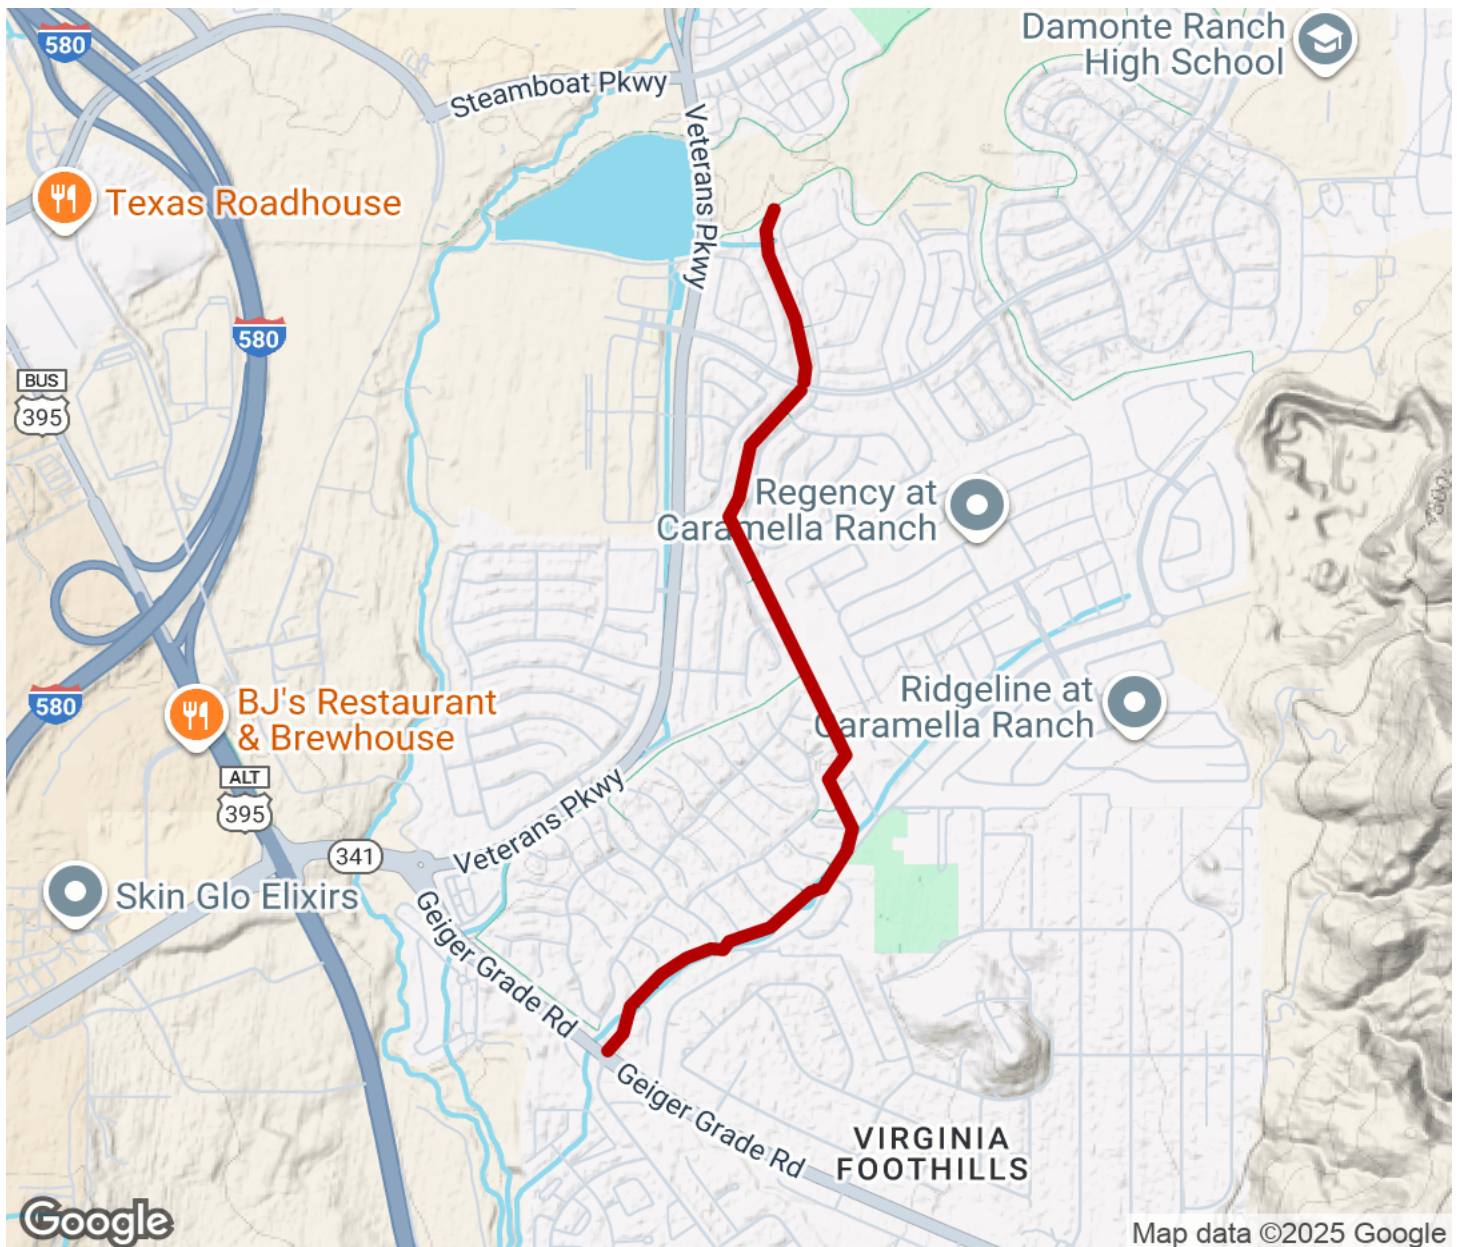 580
Damonte Ranch
High School
Steamboat Pkwy
Veterans Pkwy
Texas Roadhouse
580
BUS
395
Regency at
Caramella Ranch
Ridgeline at
Caramella Ranch
580
BJ's Restaurant
& Brewhouse
ALT
395
Veterans Pkwy
341
Skin Glo Elixirs
Geiger Grade Rd
Geiger Grade Rd
VIRGINIA
FOOTHILLS
Google
Map data ©2025 Google